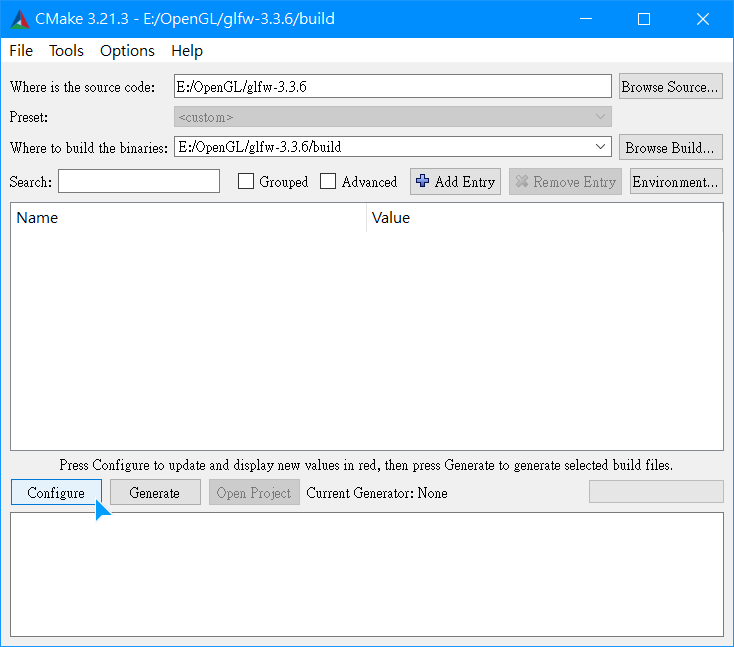 CMake 3.21.3 - E:/OpenGL/glfw-3.3.6/build
File Tools Options Help
Where is the source code: E:/OpenGL/glfw-3.3.6 Browse Source...
Preset: <custom>
Where to build the binaries: E:/OpenGL/glfw-3.3.6/build Browse Build...
Search: Grouped Advanced Add Entry Remove Entry Environment...
Name Value
Press Configure to update and display new values in red, then press Generate to generate selected build files.
Configure Generate Open Project Current Generator: None